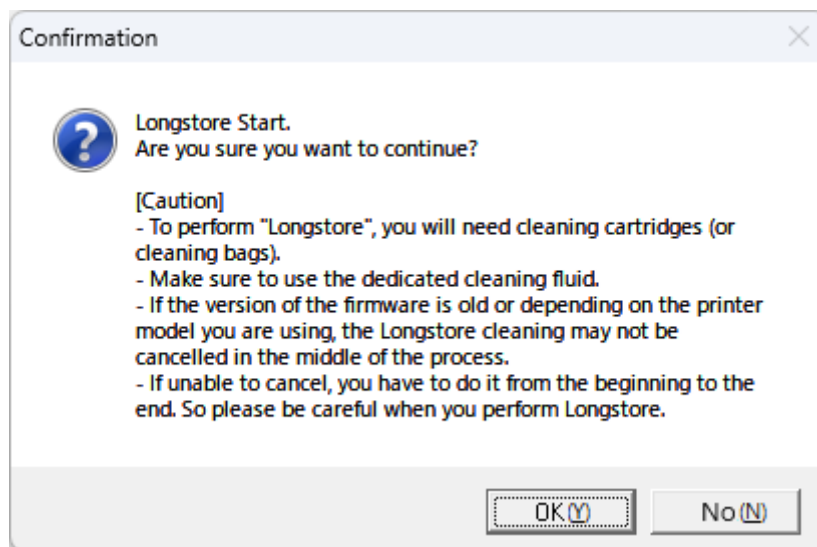 Confirmation
Longstore Start.
Are you sure you want to continue?
[Caution]
- To perform "Longstore", you will need cleaning cartridges (or
cleaning bags).
- Make sure to use the dedicated cleaning fluid.
- If the version of the firmware is old or depending on the printer
model you are using, the Longstore cleaning may not be
cancelled in the middle of the process.
- If unable to cancel, you have to do it from the beginning to the
end. So please be careful when you perform Longstore.
OK(Y) No(N)